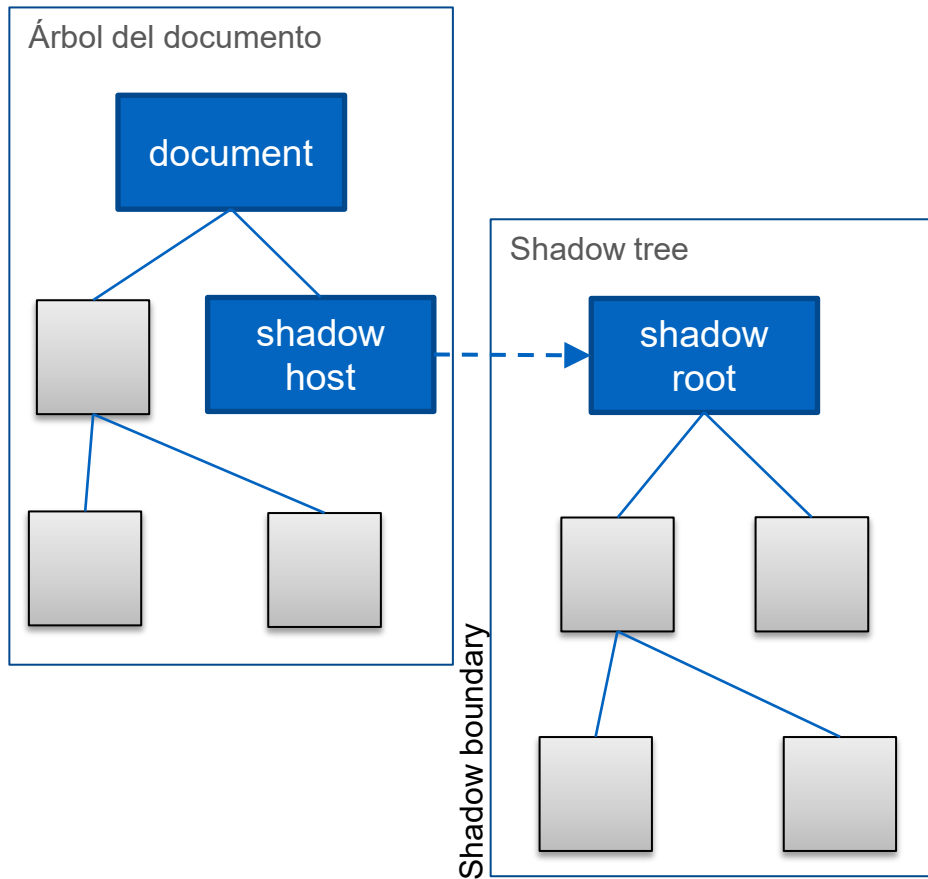 Árbol del documento
document
shadow
host
Shadow tree
shadow
root
Shadow boundary